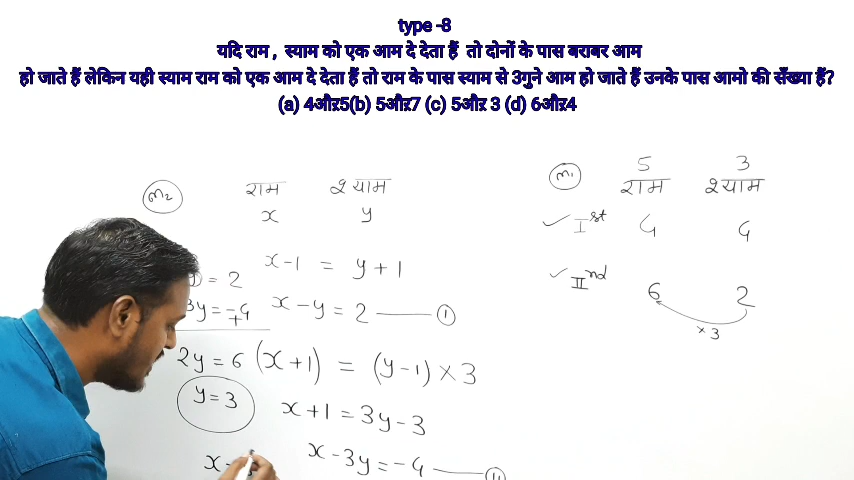 type -8
यदि राम , स्याम को एक आम दे देता हैं तो दोनों के पास बराबर आम
हो जाते हैं लेकिन यही स्याम राम को एक आम दे देता हैं तो राम के पास स्याम से 3गुने आम हो जाते हैं उनके पास आमो की सँख्या हैं?
(a) 4और5(b) 5और7 (c) 5और 3 (d) 6और4
M2
राम श्याम
x y
x-1 = y+1
x-y = 2 ——— ①
(x+1) = (y-1)×3
x+1 = 3y-3
x-3y = -4 ——— II
= 2
3y = -4
+
2y = 6
y = 3
x-
M1
5 3
राम श्याम
✓ Ist 4 4
✓ IInd 6 2
×3